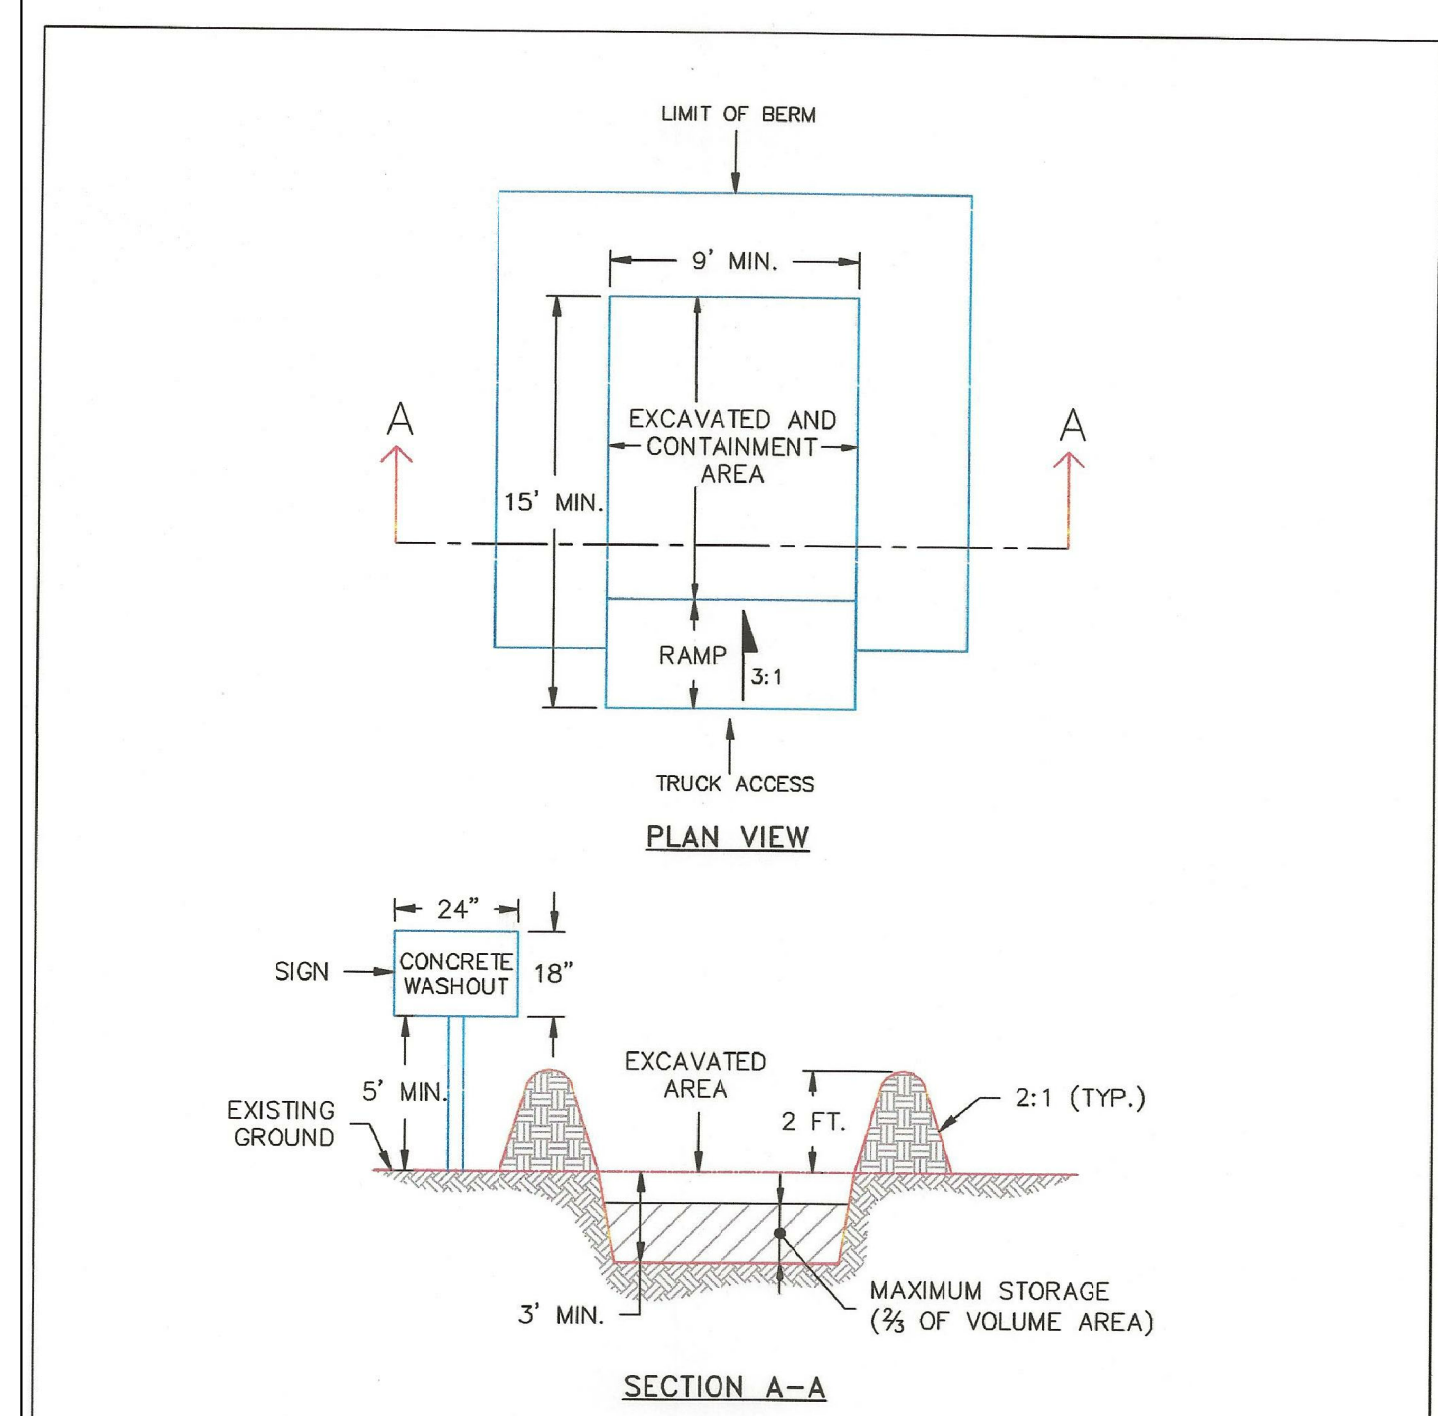 LIMIT OF BERM
9' MIN.
A
A
EXCAVATED AND
CONTAINMENT
AREA
15' MIN.
RAMP
3:1
TRUCK ACCESS
PLAN VIEW
24"
SIGN
CONCRETE
WASHOUT
18"
5' MIN.
EXCAVATED
AREA
2 FT.
2:1 (TYP.)
EXISTING
GROUND
3' MIN.
MAXIMUM STORAGE
(⅔ OF VOLUME AREA)
SECTION A-A